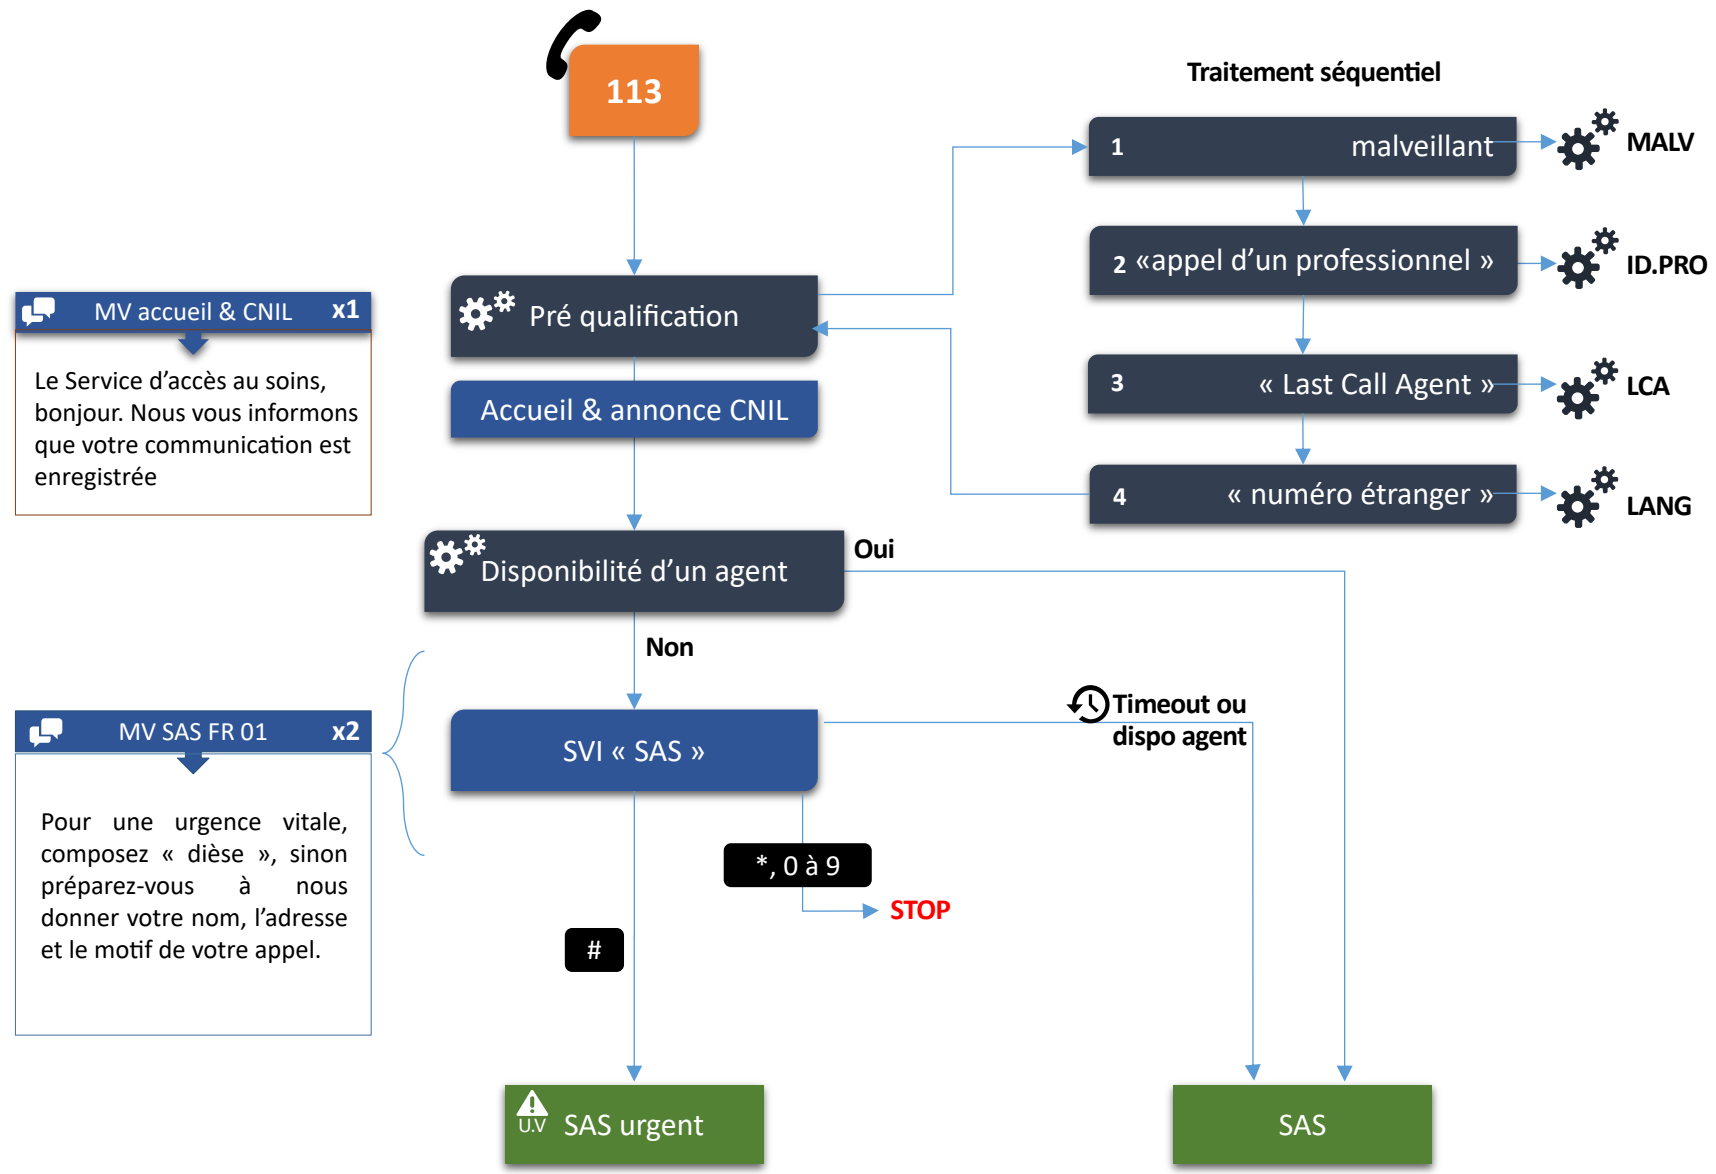 113
Traitement séquentiel
1 malveillant
MALV
2 «appel d’un professionnel »
ID.PRO
3 « Last Call Agent »
LCA
4 « numéro étranger »
LANG
Pré qualification
MV accueil & CNIL x1
Le Service d’accès au soins,
bonjour. Nous vous informons
que votre communication est
enregistrée
Accueil & annonce CNIL
Disponibilité d’un agent
Oui
Non
MV SAS FR 01 x2
Pour une urgence vitale,
composez « dièse », sinon
préparez-vous à nous
donner votre nom, l’adresse
et le motif de votre appel.
SVI « SAS »
Timeout ou
dispo agent
*, 0 à 9
STOP
#
U.V
SAS urgent
SAS